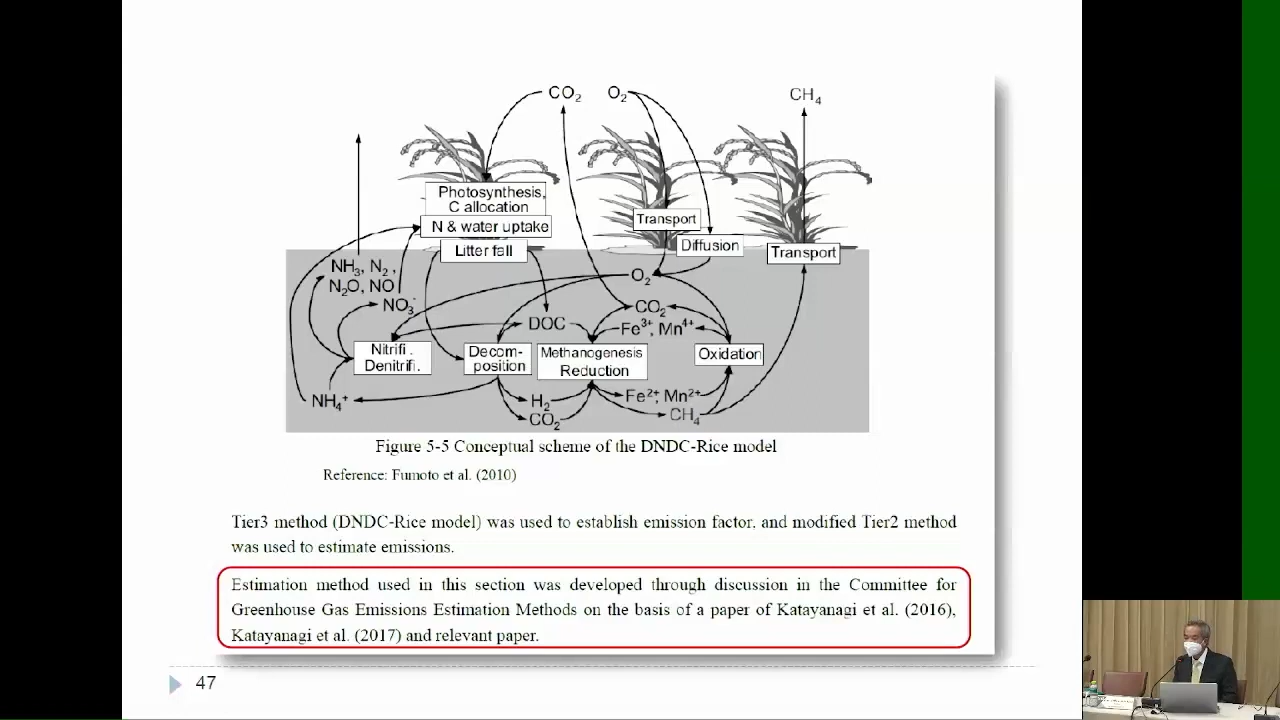 CO2 O2 CH4
Photosynthesis,
C allocation
N & water uptake
Litter fall
Transport
Diffusion
Transport
NH3, N2,
N2O, NO
NO3-
O2
CO2
DOC
Fe3+, Mn4+
Nitrifi.
Denitrifi.
Decom-
position
Methanogenesis
Reduction
Oxidation
NH4+
H2
CO2
Fe2+, Mn2+
CH4
Figure 5-5 Conceptual scheme of the DNDC-Rice model
Reference: Fumoto et al. (2010)
Tier3 method (DNDC-Rice model) was used to establish emission factor, and modified Tier2 method
was used to estimate emissions.
Estimation method used in this section was developed through discussion in the Committee for
Greenhouse Gas Emissions Estimation Methods on the basis of a paper of Katayanagi et al. (2016),
Katayanagi et al. (2017) and relevant paper.
47